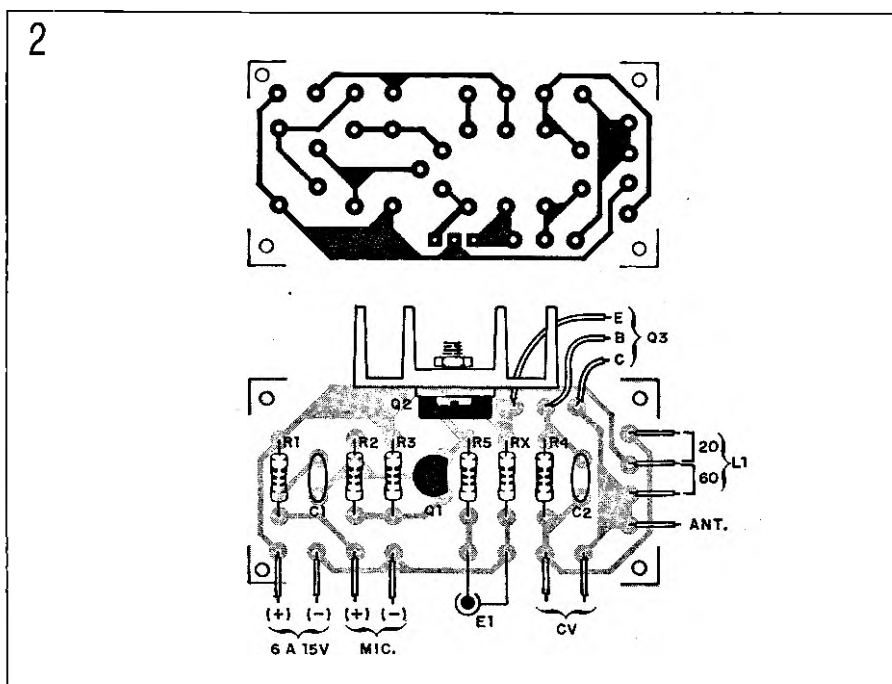 2
E
B Q3
C
Q2
R1 R2 R3 R5 RX R4
20
L1
60
C1 Q1 C2
ANT.
(+) (-) (+) (-) E1 CV
6 A 15V MIC.